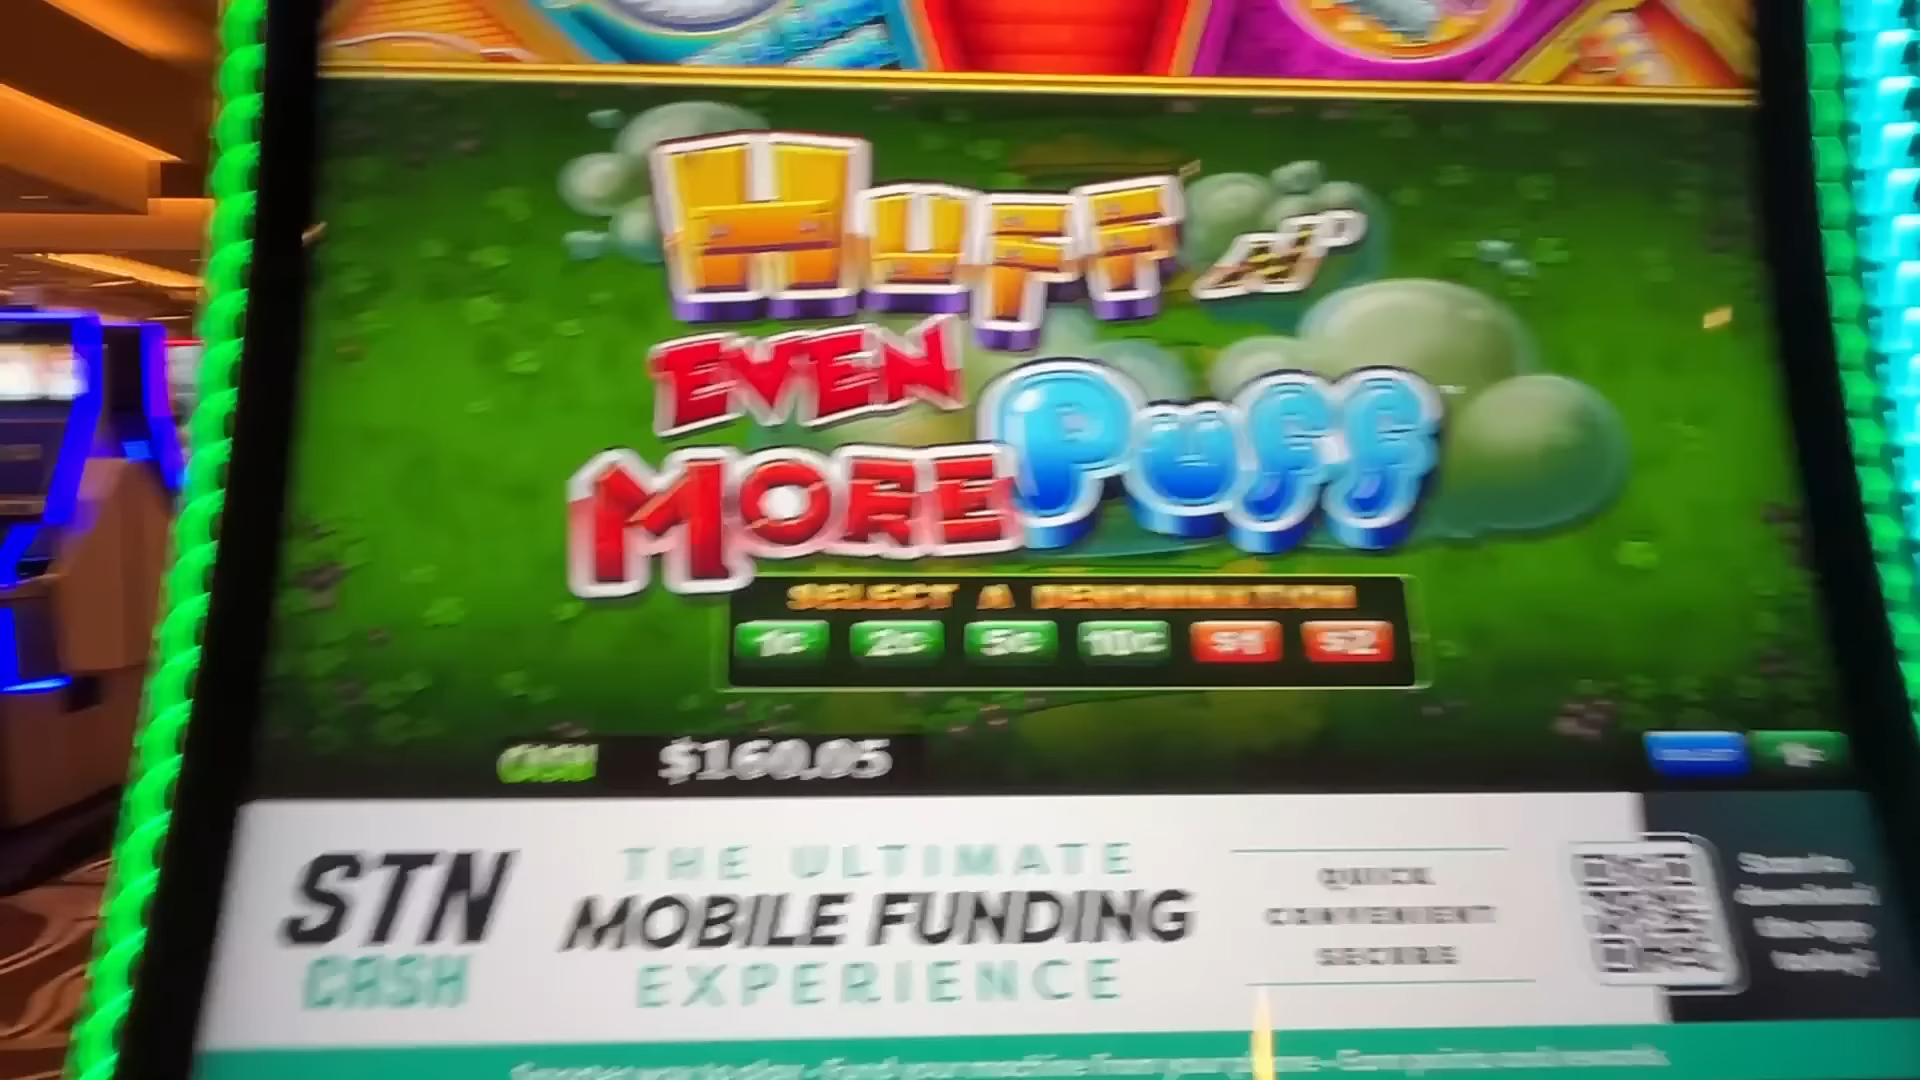 HUFF N'
EVEN
MORE PUFF
SELECT A DENOMINATION
1¢ 2¢ 5¢ 10¢ $1 $2
CASH $160.05
1¢
STN
CASH
THE ULTIMATE
MOBILE FUNDING
EXPERIENCE
QUICK
CONVENIENT
SECURE